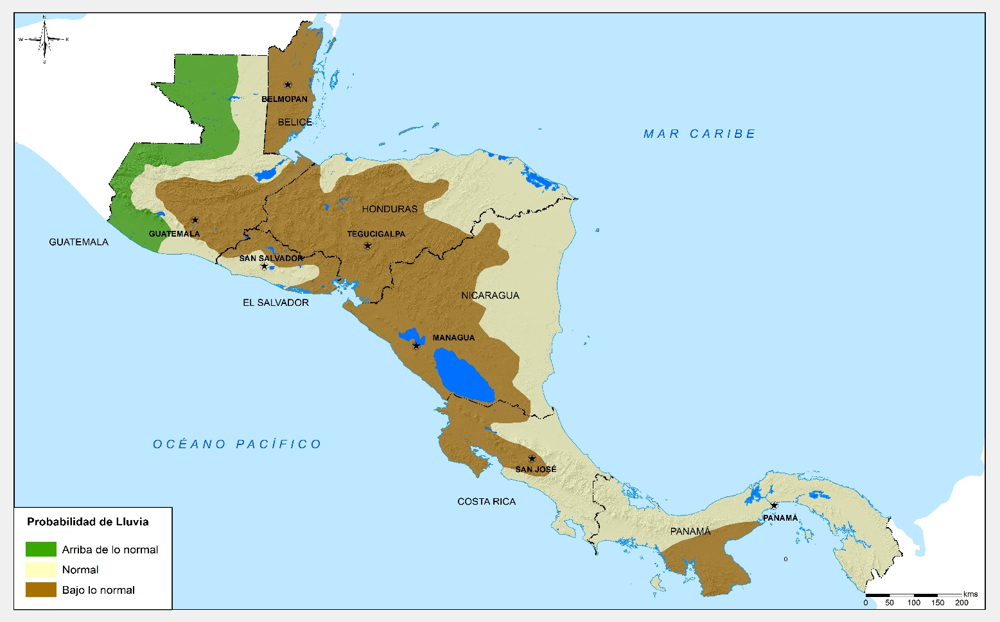 N
W E
S
BELMOPAN
BELICE
MAR CARIBE
HONDURAS
GUATEMALA
TEGUCIGALPA
GUATEMALA
SAN SALVADOR
EL SALVADOR
NICARAGUA
MANAGUA
OCÉANO PACÍFICO
SAN JOSÉ
COSTA RICA
PANAMÁ
PANAMÁ
Probabilidad de Lluvia
Arriba de lo normal
Normal
Bajo lo normal
kms
0 50 100 150 200